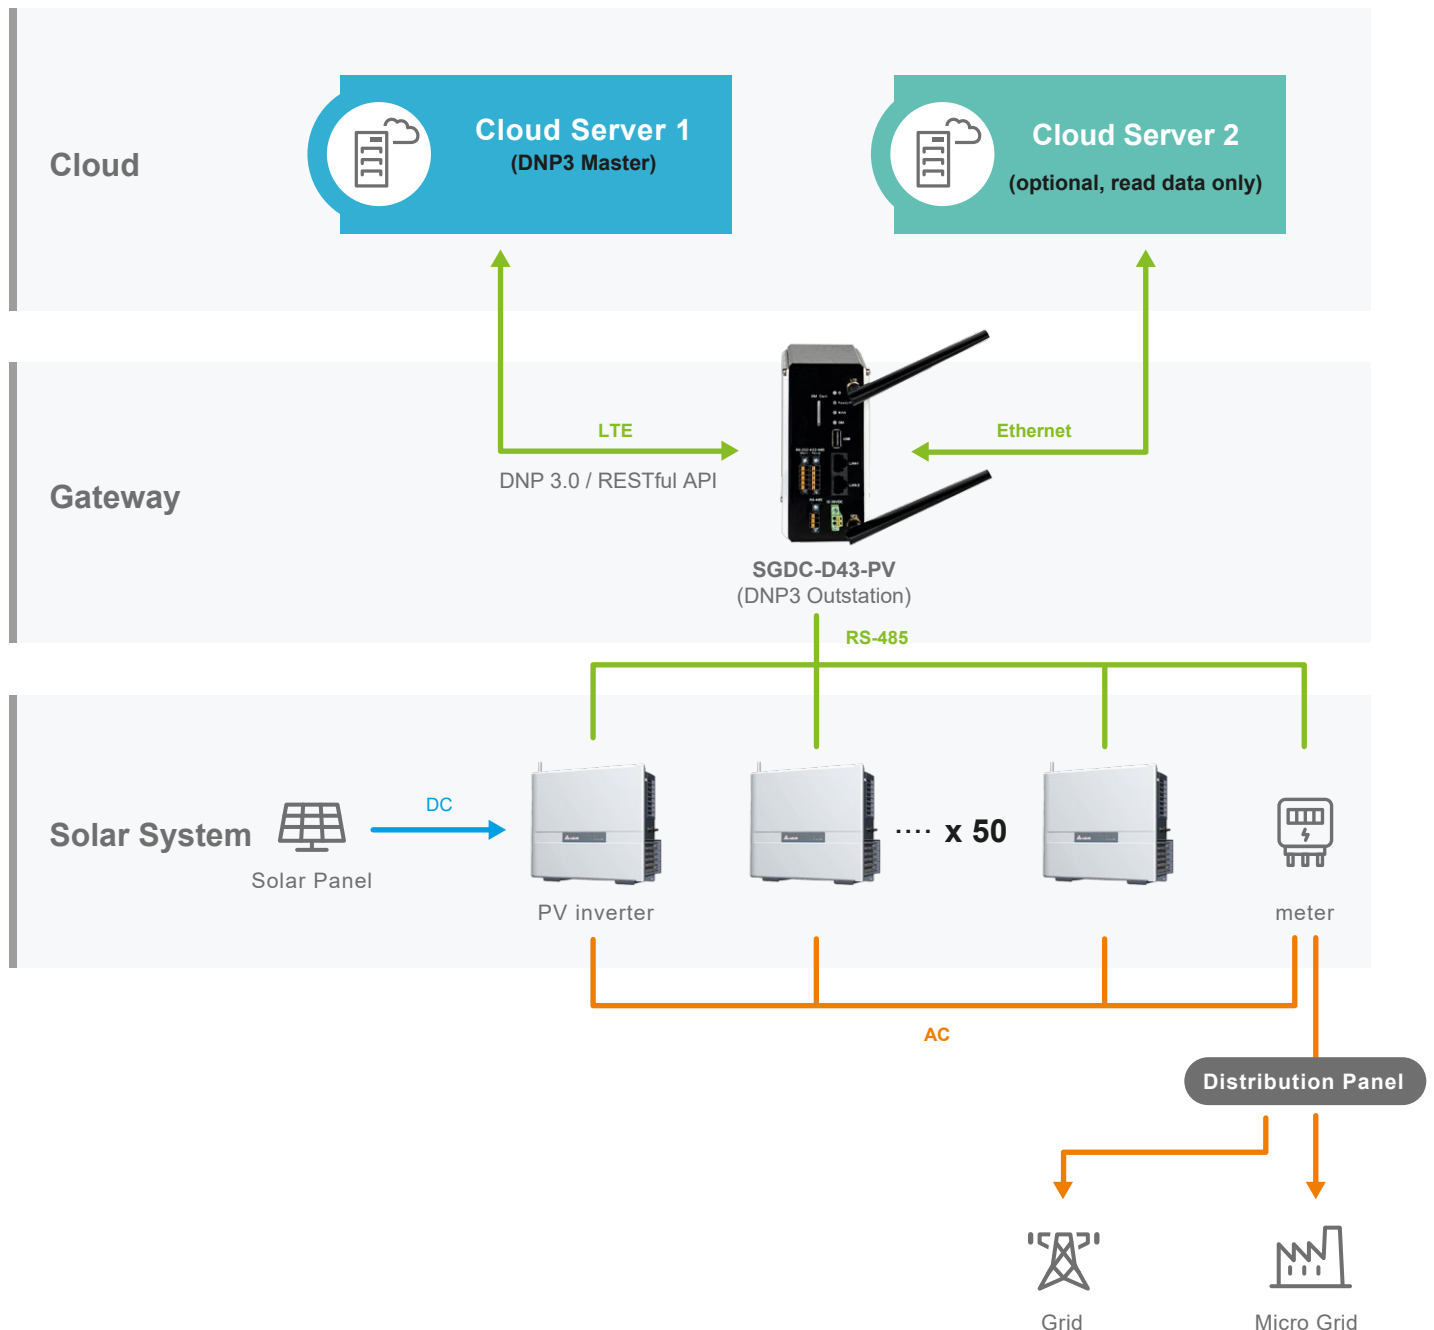 Cloud
Cloud Server 1
(DNP3 Master)
Cloud Server 2
(optional, read data only)
Gateway
LTE
DNP 3.0 / RESTful API
Ethernet
SGDC-D43-PV
(DNP3 Outstation)
RS-485
Solar System
Solar Panel
DC
PV inverter
···· x 50
meter
AC
Distribution Panel
Grid
Micro Grid